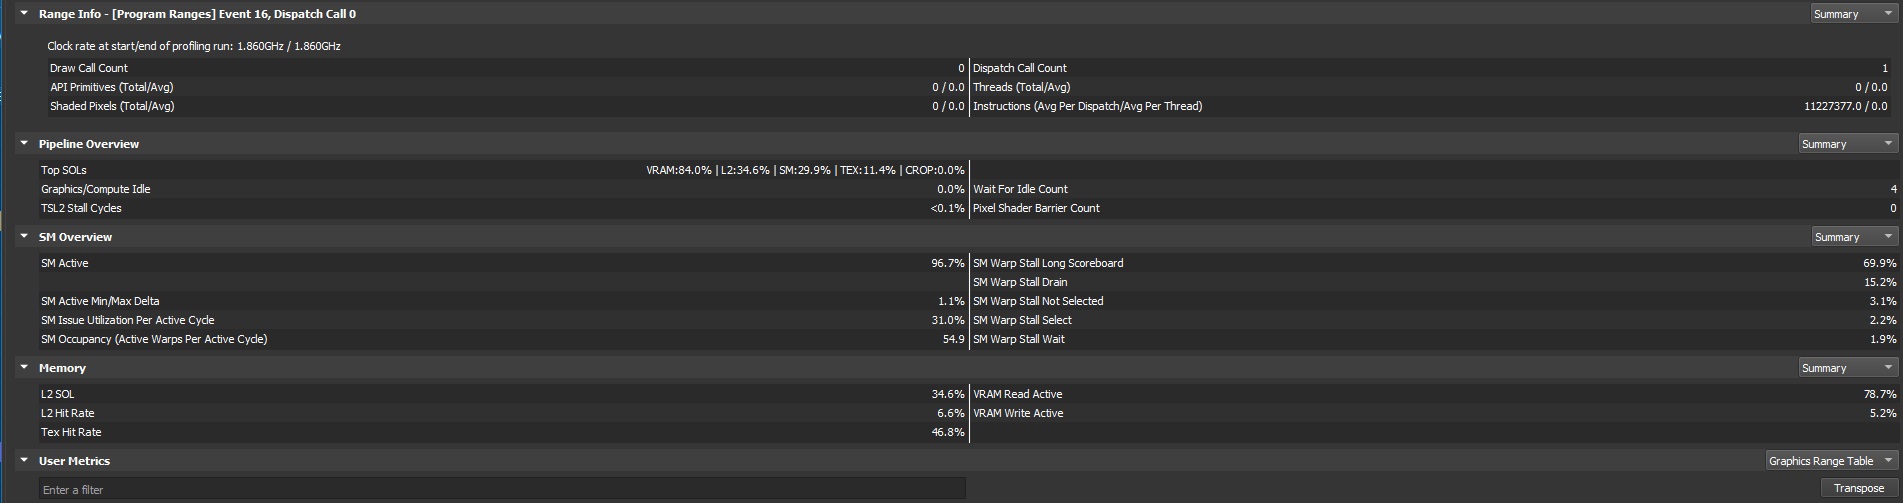 Range Info - [Program Ranges] Event 16, Dispatch Call 0 Summary
Clock rate at start/end of profiling run: 1.860GHz / 1.860GHz
Draw Call Count 0 Dispatch Call Count 1
API Primitives (Total/Avg) 0 / 0.0 Threads (Total/Avg) 0 / 0.0
Shaded Pixels (Total/Avg) 0 / 0.0 Instructions (Avg Per Dispatch/Avg Per Thread) 11227377.0 / 0.0
Pipeline Overview Summary
Top SOLs VRAM:84.0% | L2:34.6% | SM:29.9% | TEX:11.4% | CROP:0.0%
Graphics/Compute Idle 0.0% Wait For Idle Count 4
TSL2 Stall Cycles <0.1% Pixel Shader Barrier Count 0
SM Overview Summary
SM Active 96.7% SM Warp Stall Long Scoreboard 69.9%
SM Warp Stall Drain 15.2%
SM Active Min/Max Delta 1.1% SM Warp Stall Not Selected 3.1%
SM Issue Utilization Per Active Cycle 31.0% SM Warp Stall Select 2.2%
SM Occupancy (Active Warps Per Active Cycle) 54.9 SM Warp Stall Wait 1.9%
Memory Summary
L2 SOL 34.6% VRAM Read Active 78.7%
L2 Hit Rate 6.6% VRAM Write Active 5.2%
Tex Hit Rate 46.8%
User Metrics Graphics Range Table
Enter a filter Transpose